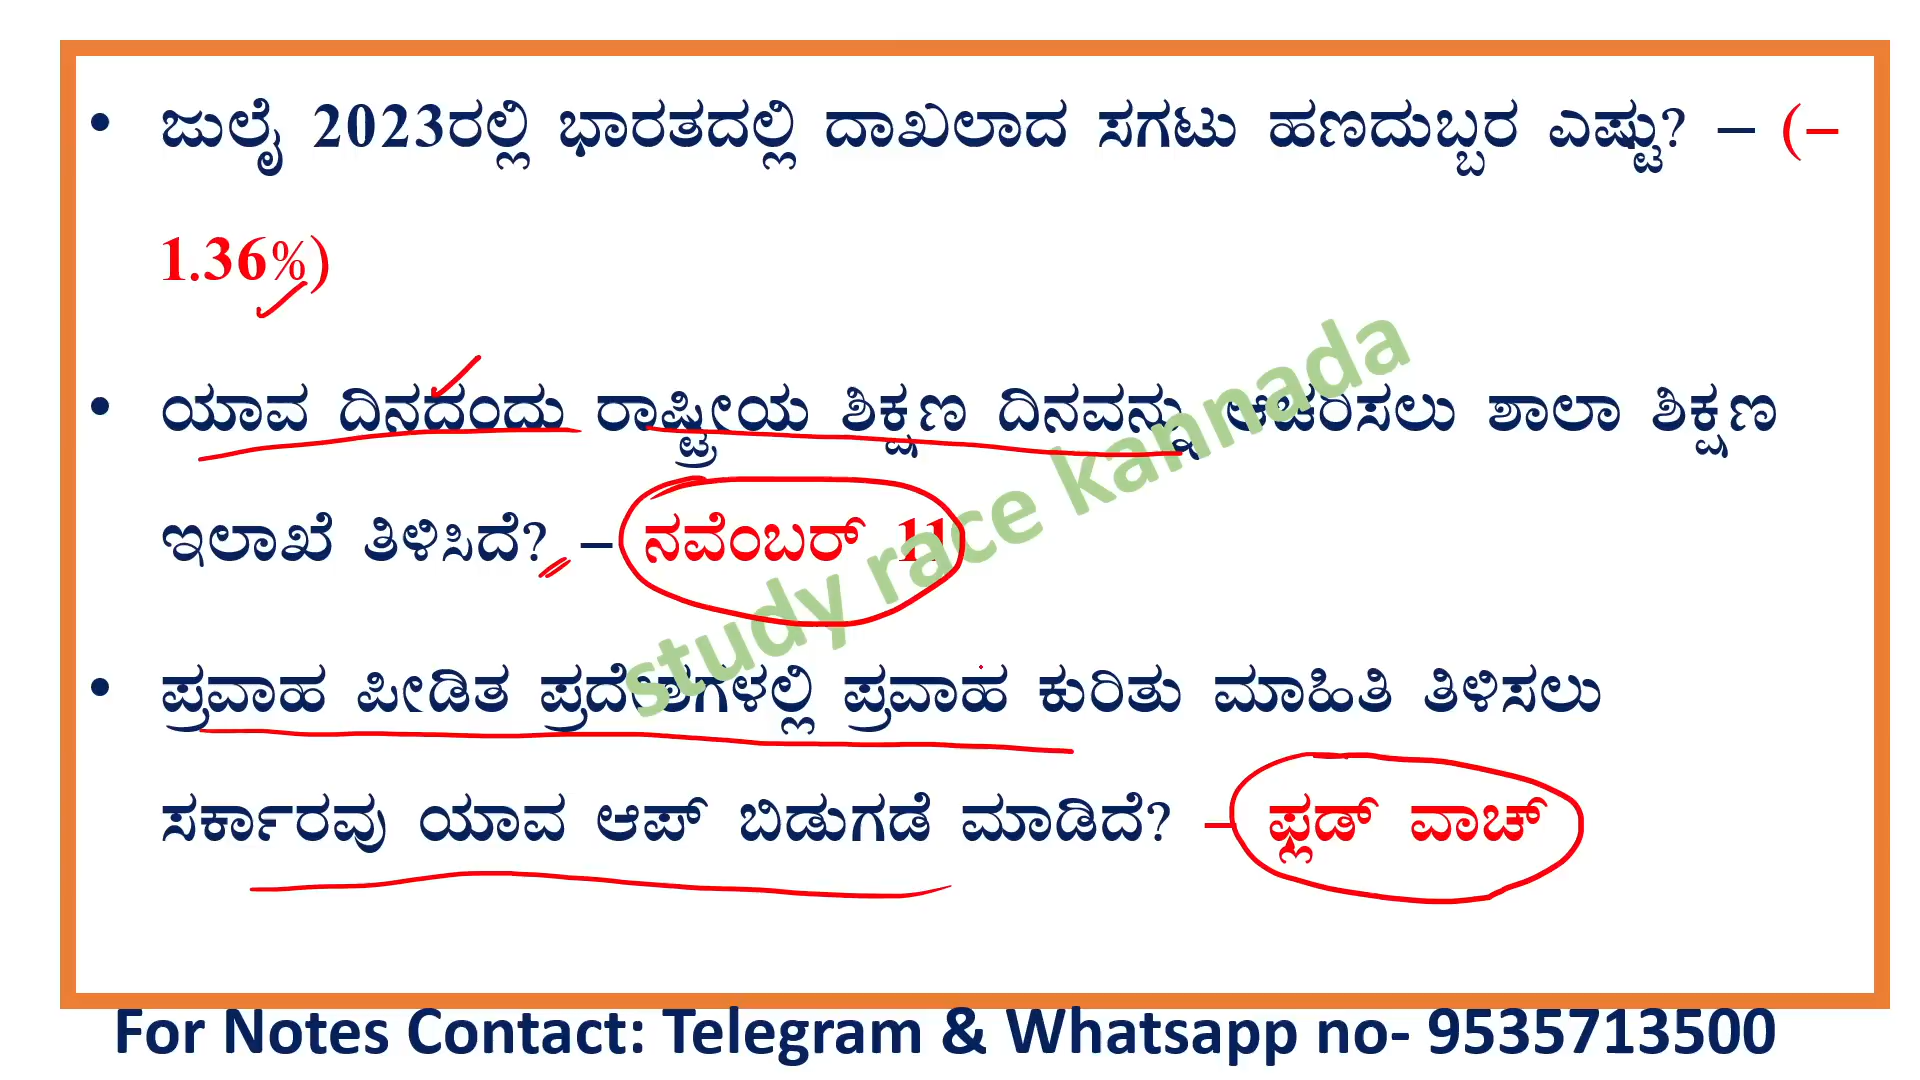 • ಜುಲೈ 2023ರಲ್ಲಿ ಭಾರತದಲ್ಲಿ ದಾಖಲಾದ ಸಗಟು ಹಣದುಬ್ಬರ ಎಷ್ಟು? – (–
1.36%)
• ಯಾವ ದಿನದಂದು ರಾಷ್ಟ್ರೀಯ ಶಿಕ್ಷಣ ದಿನವನ್ನು ಆಚರಿಸಲು ಶಾಲಾ ಶಿಕ್ಷಣ
ಇಲಾಖೆ ತಿಳಿಸಿದೆ? – ನವೆಂಬರ್ 11
• ಪ್ರವಾಹ ಪೀಡಿತ ಪ್ರದೇಶಗಳಲ್ಲಿ ಪ್ರವಾಹ ಕುರಿತು ಮಾಹಿತಿ ತಿಳಿಸಲು
ಸರ್ಕಾರವು ಯಾವ ಆಪ್ ಬಿಡುಗಡೆ ಮಾಡಿದೆ? – ಫ್ಲಡ್ ವಾಚ್
study race kannada
For Notes Contact: Telegram & Whatsapp no- 9535713500